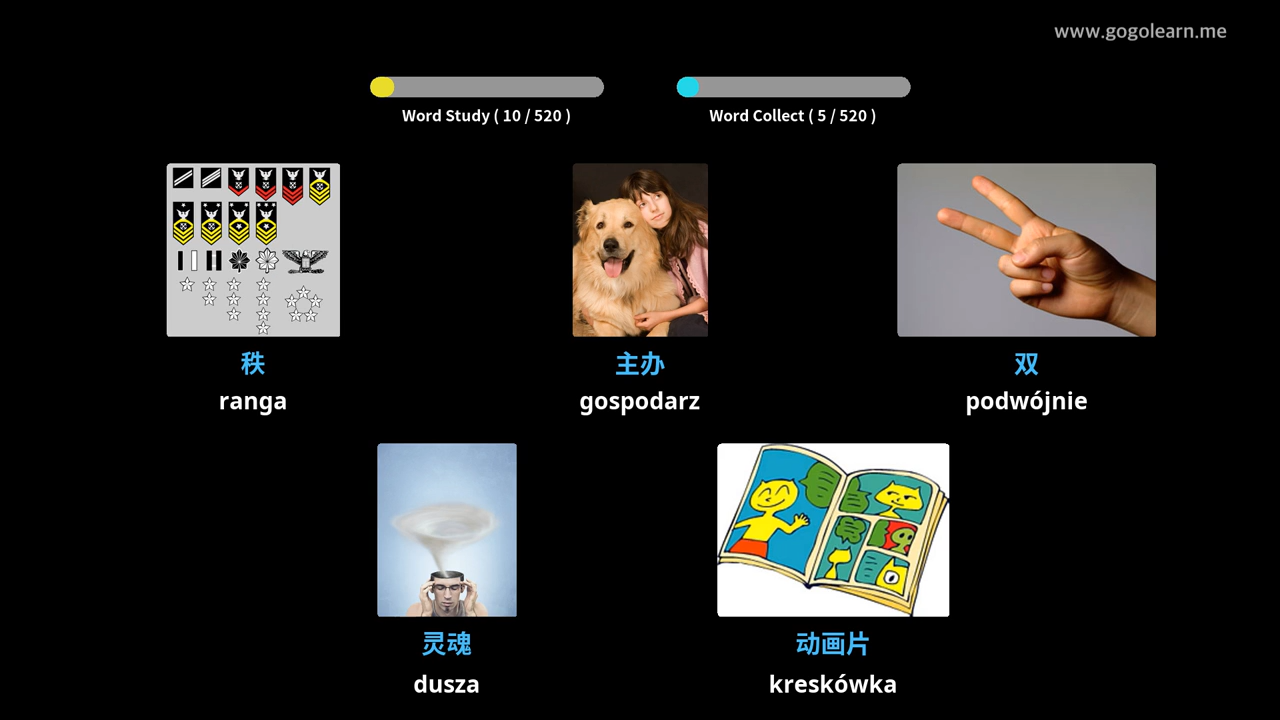 www.gogolearn.me
Word Study ( 10 / 520 )
Word Collect ( 5 / 520 )
秩
ranga
主办
gospodarz
双
podwójnie
灵魂
dusza
动画片
kreskówka